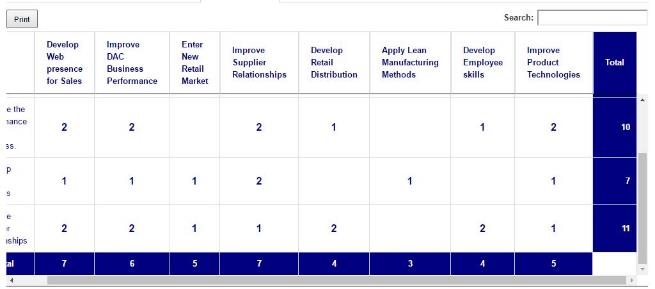 Print
Search:
Develop Web presence for Sales | Improve DAC Business Performance | Enter New Retail Market | Improve Supplier Relationships | Develop Retail Distribution | Apply Lean Manufacturing Methods | Develop Employee skills | Improve Product Technologies | Total
e the
nance
ss.
2 2 2 1 1 2 10
p
s
1 1 1 2 1 1 7
e
r
nships
2 2 1 1 2 2 1 11
al 7 6 5 7 4 3 4 5